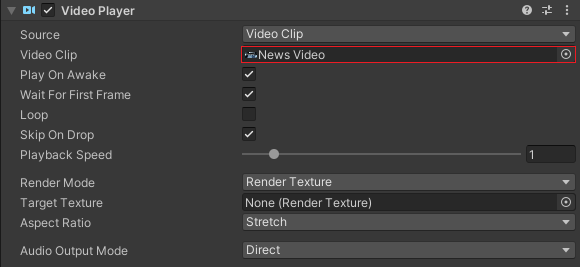 Video Player
Source Video Clip
Video Clip News Video
Play On Awake
Wait For First Frame
Loop
Skip On Drop
Playback Speed 1
Render Mode Render Texture
Target Texture None (Render Texture)
Aspect Ratio Stretch
Audio Output Mode Direct